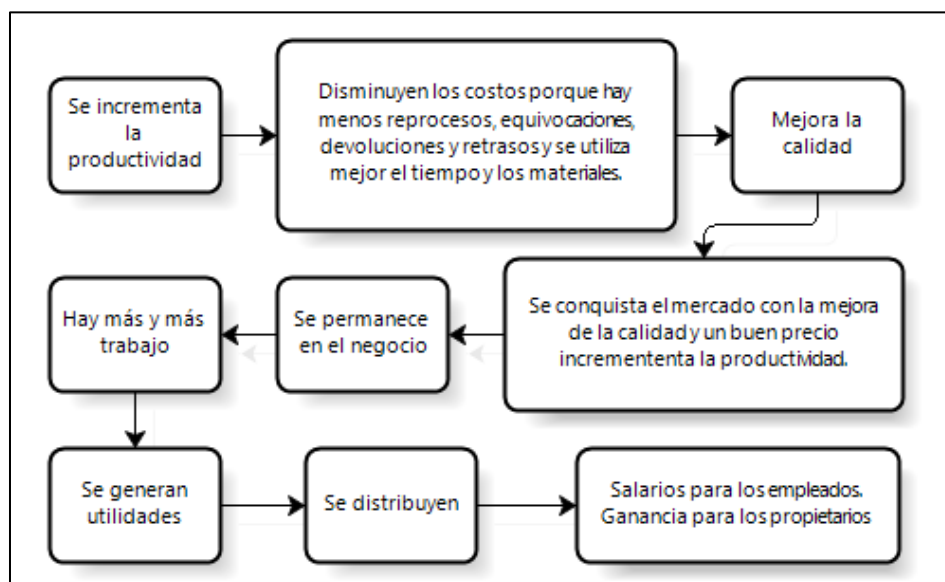 Se incrementa
la
productividad
Disminuyen los costos porque hay
menos reprocesos, equivocaciones,
devoluciones y retrasos y se utiliza
mejor el tiempo y los materiales.
Mejora la
calidad
Se conquista el mercado con la mejora
de la calidad y un buen precio
incremententa la productividad.
Se permanece
en el negocio
Hay más y más
trabajo
Se generan
utilidades
Se distribuyen
Salarios para los empleados.
Ganancia para los propietarios